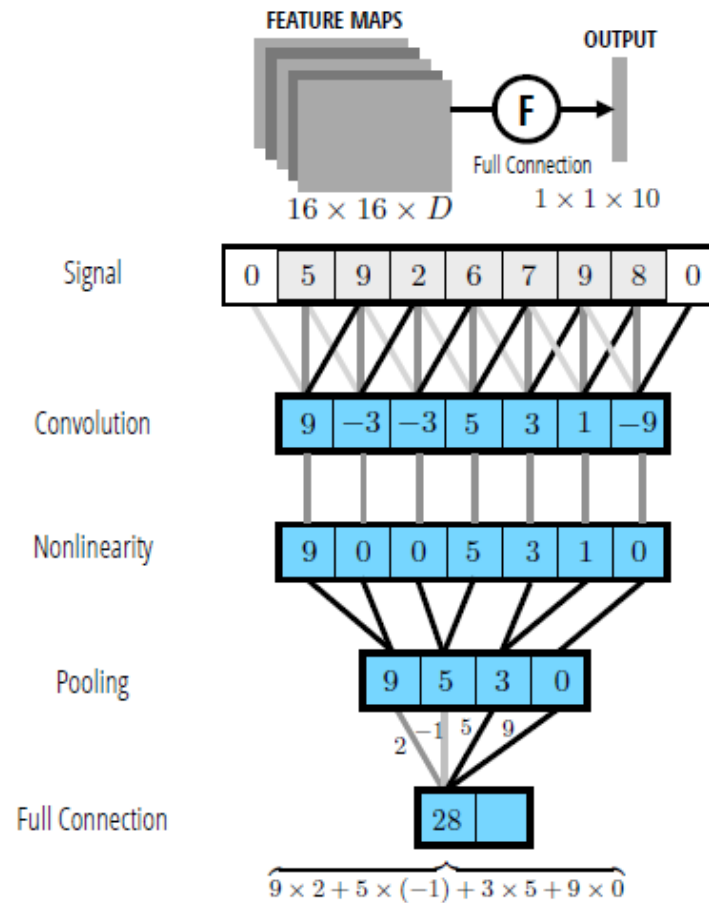 FEATURE MAPS
OUTPUT
F
Full Connection
16 × 16 × D
1 × 1 × 10
Signal
0 5 9 2 6 7 9 8 0
Convolution
9 −3 −3 5 3 1 −9
Nonlinearity
9 0 0 5 3 1 0
Pooling
9 5 3 0
2 −1 5 9
Full Connection
28
9 × 2 + 5 × (−1) + 3 × 5 + 9 × 0